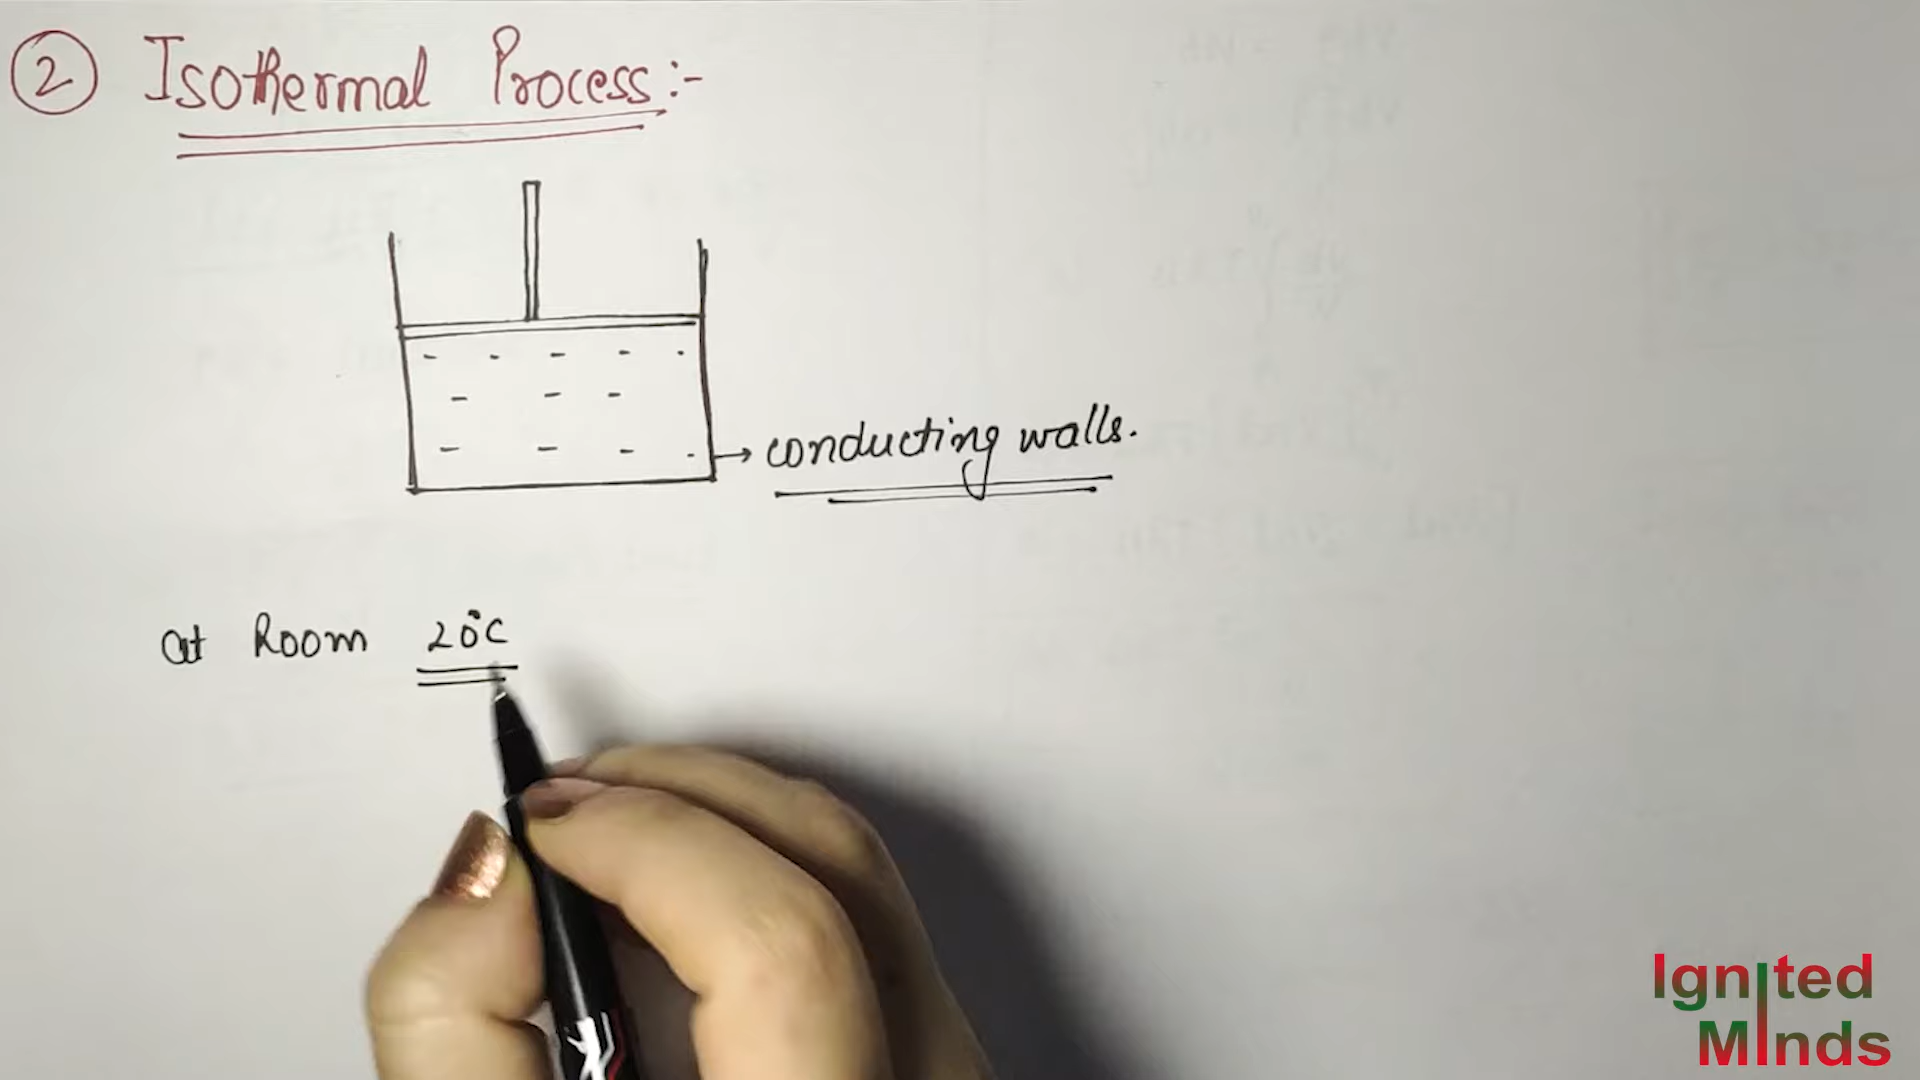 ② Isothermal Process:-
→ conducting walls.
at Room 20°C
Ignited
Minds